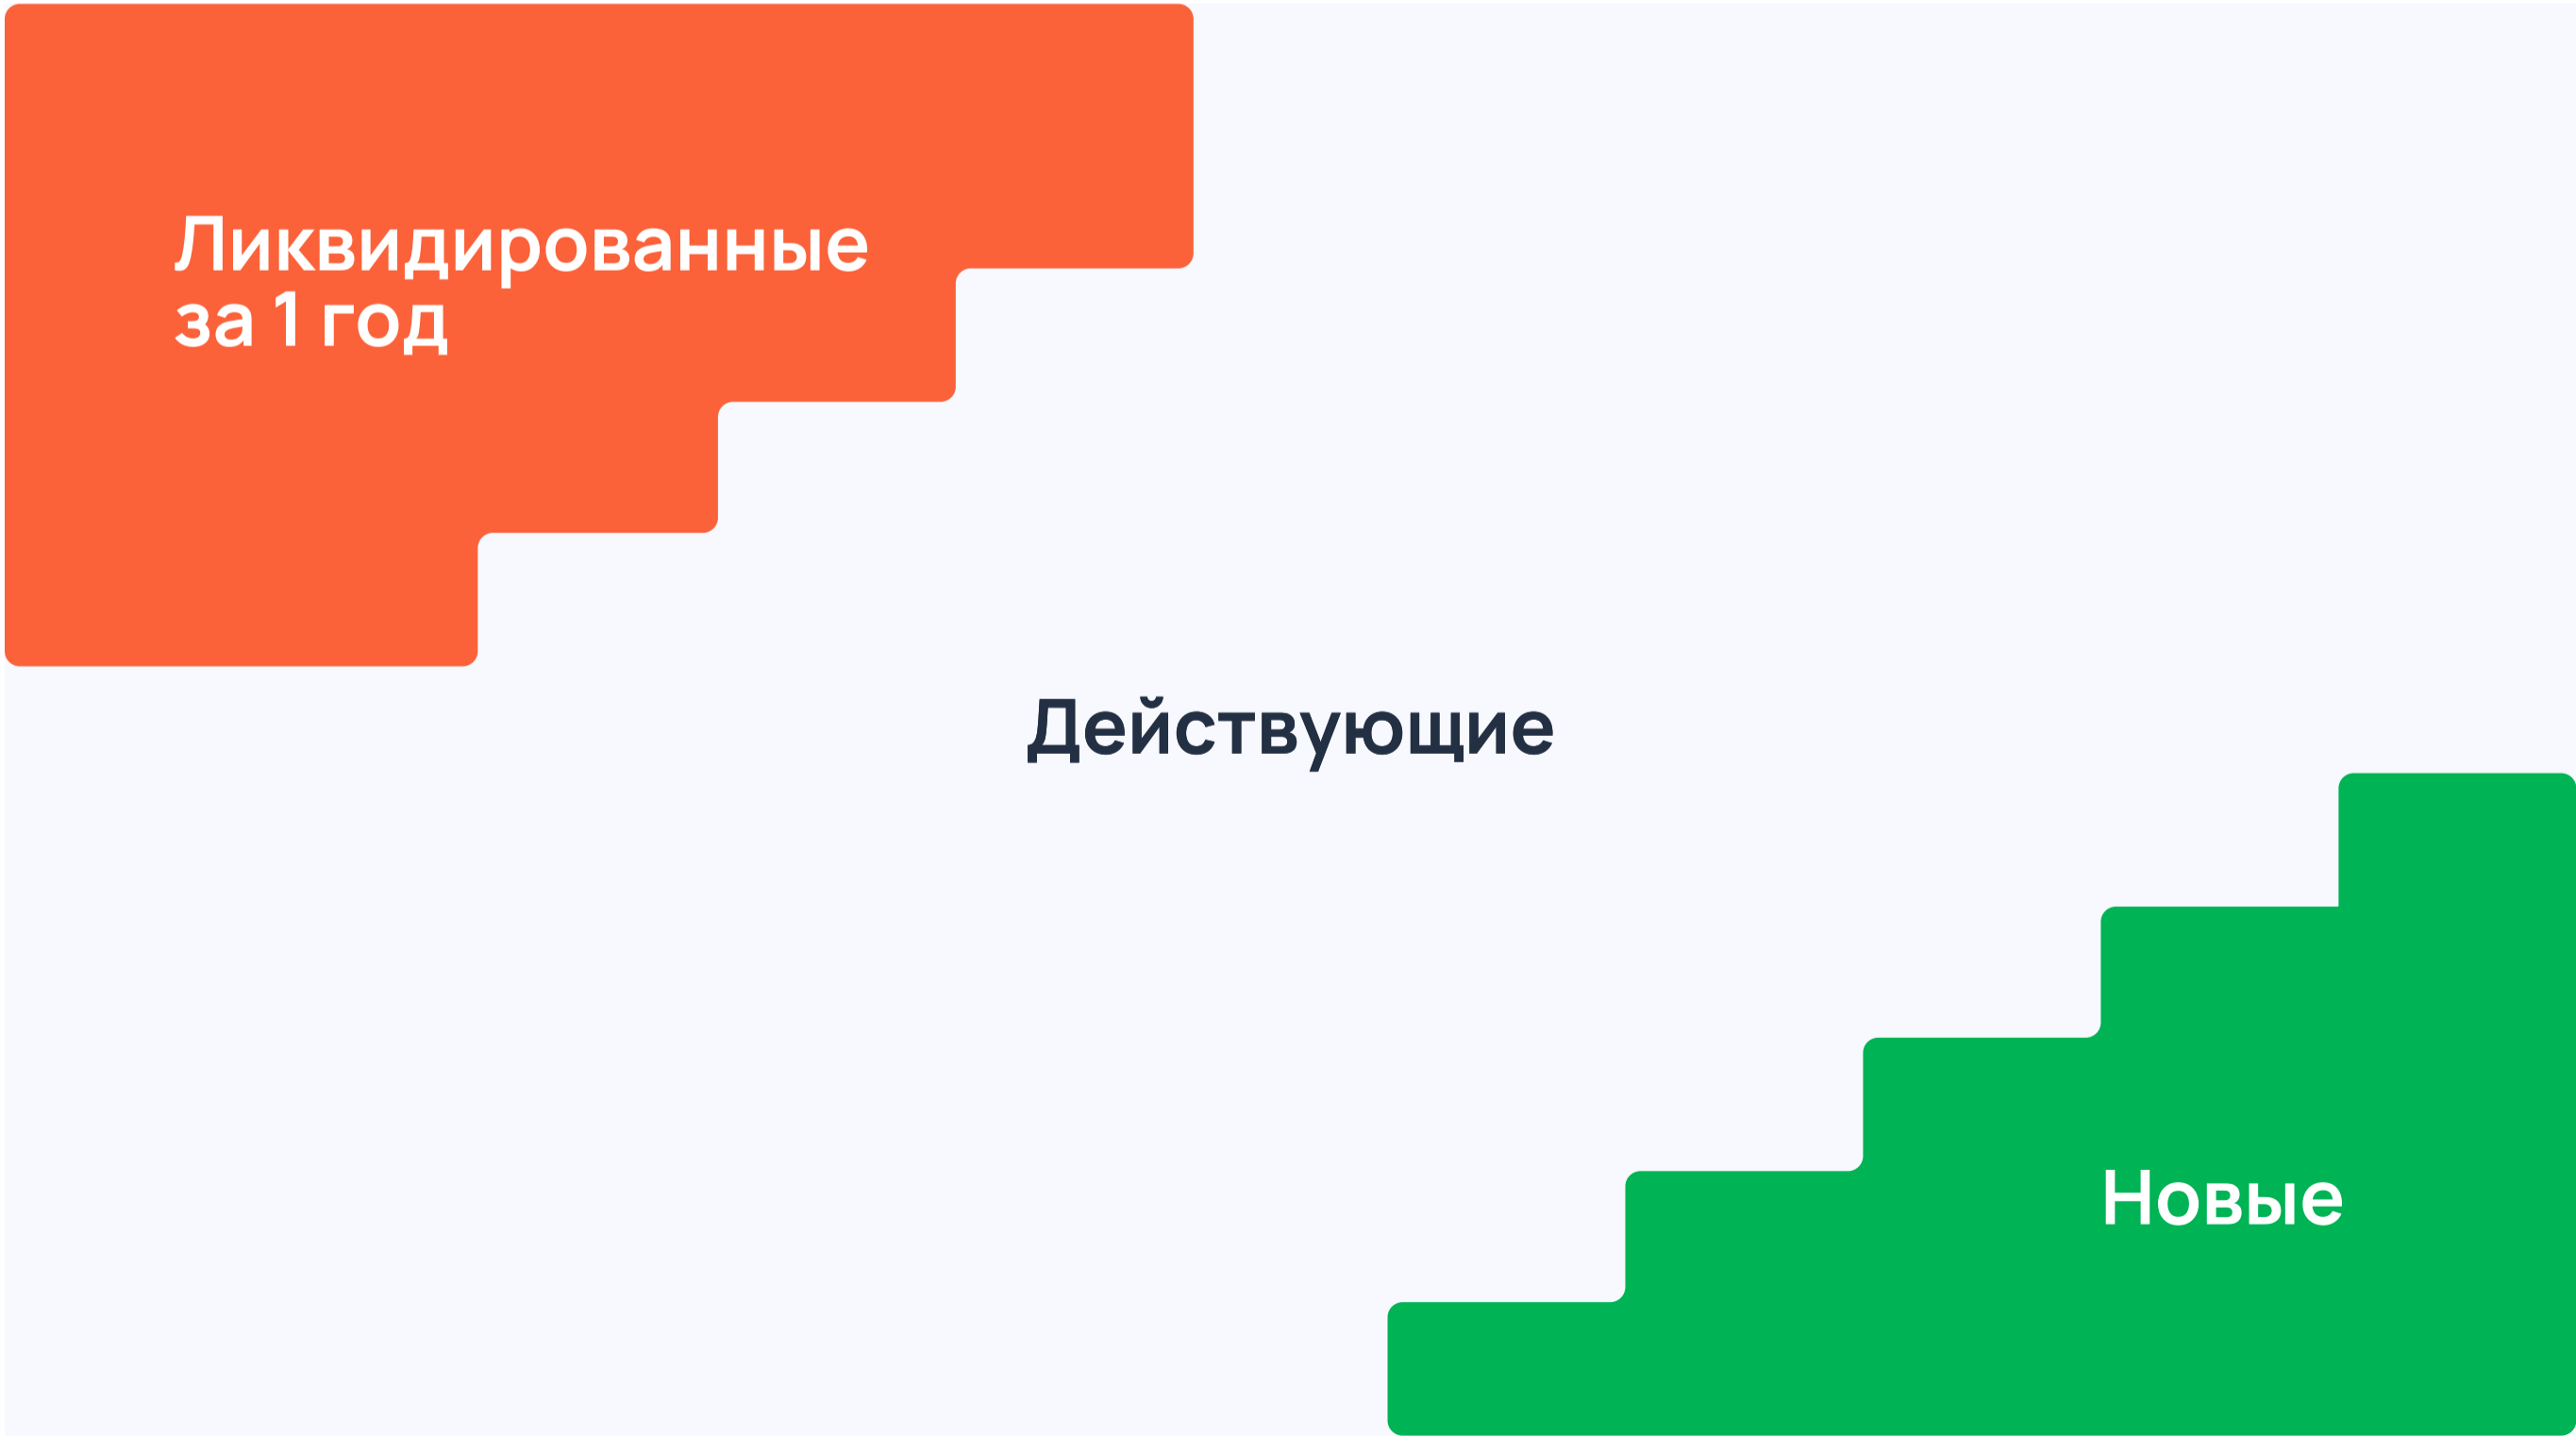 Ликвидированные
за 1 год
Действующие
Новые